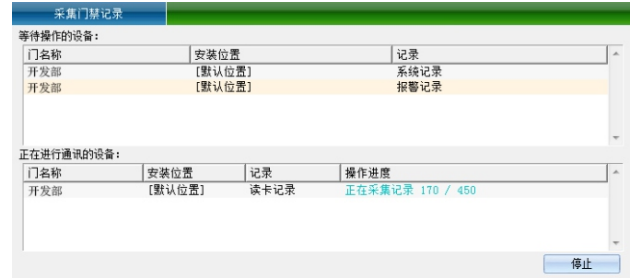 采集门禁记录
等待操作的设备:
门名称 安装位置 记录
开发部 [默认位置] 系统记录
开发部 [默认位置] 报警记录
正在进行通讯的设备:
门名称 安装位置 记录 操作进度
开发部 [默认位置] 读卡记录 正在采集记录 170 / 450
停止